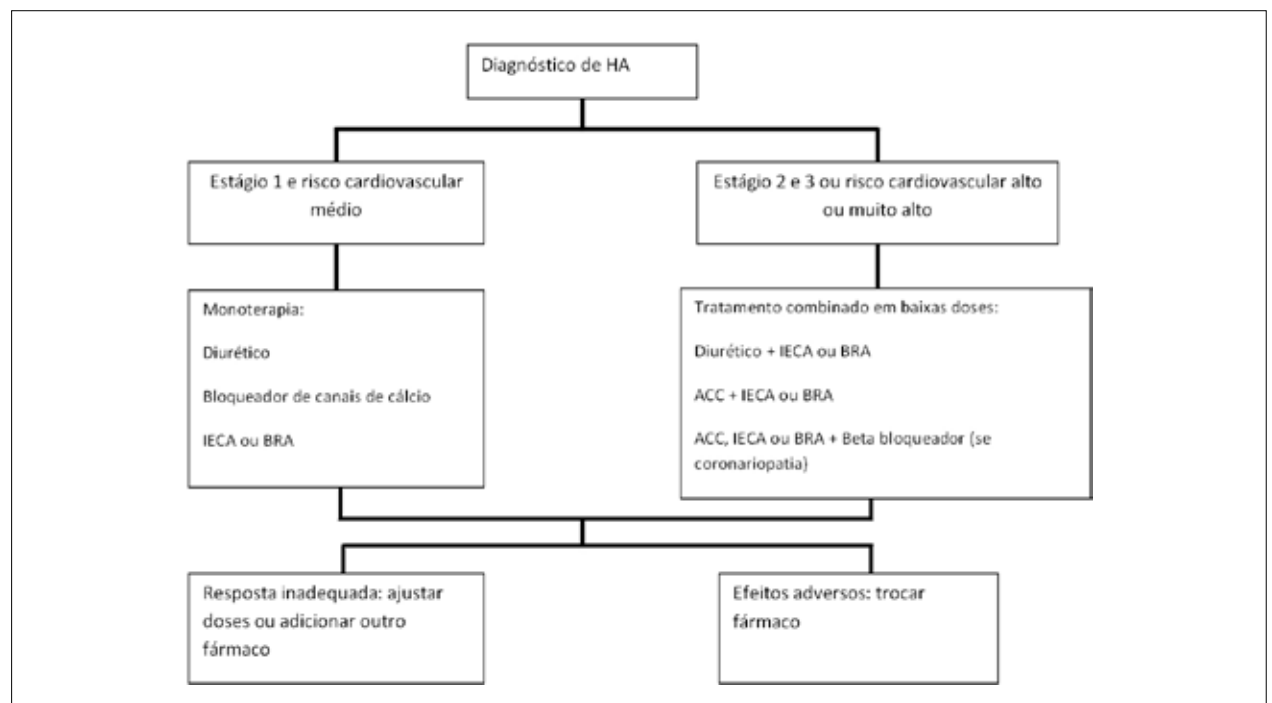 Diagnóstico de HA
Estágio 1 e risco cardiovascular
médio
Estágio 2 e 3 ou risco cardiovascular alto
ou muito alto
Monoterapia:
Diurético
Bloqueador de canais de cálcio
IECA ou BRA
Tratamento combinado em baixas doses:
Diurético + IECA ou BRA
ACC + IECA ou BRA
ACC, IECA ou BRA + Beta bloqueador (se
coronariopatia)
Resposta inadequada: ajustar
doses ou adicionar outro
fármaco
Efeitos adversos: trocar
fármaco